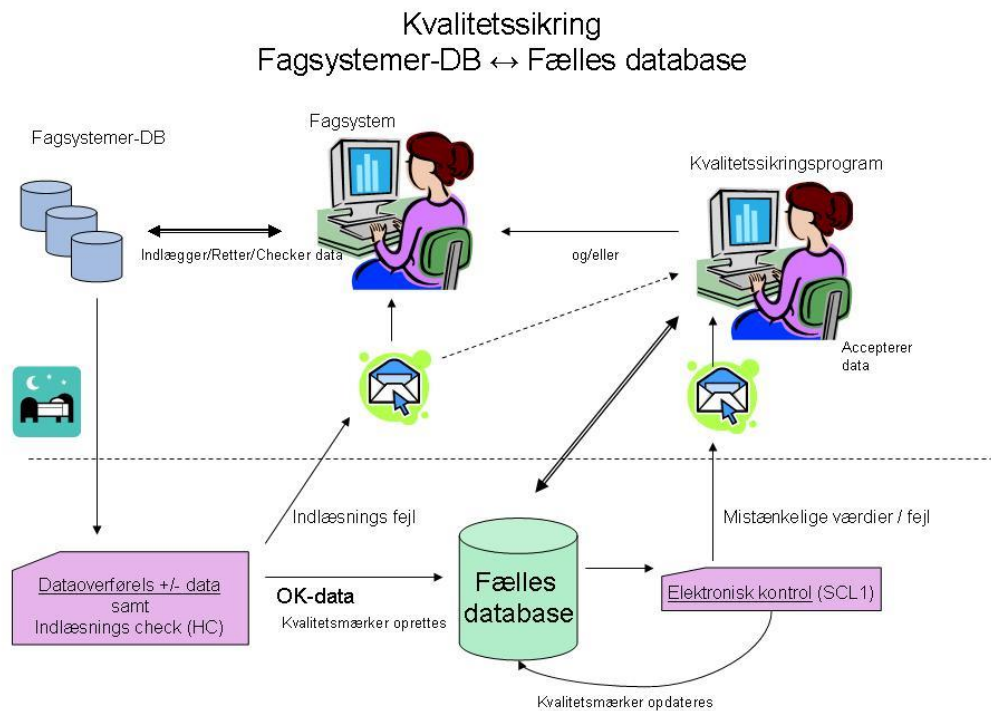 Kvalitetssikring
Fagsystemer-DB ↔ Fælles database
Fagsystem
Fagsystemer-DB
Kvalitetssikringsprogram
Indlægger/Retter/Checker data
og/eller
Accepterer
data
Indlæsnings fejl
Mistænkelige værdier / fejl
Dataoverførels +/- data
samt
Indlæsnings check (HC)
OK-data
Kvalitetsmærker oprettes
Fælles
database
Elektronisk kontrol (SCL1)
Kvalitetsmærker opdateres